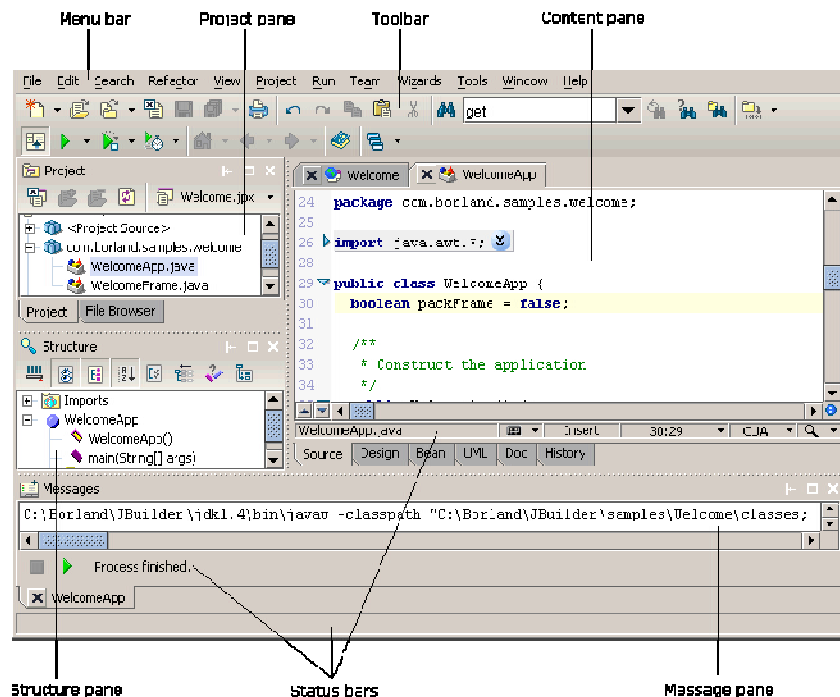 Menu bar Project pane Toolbar Content pane
File Edit Search Refactor View Project Run Team Wizards Tools Window Help
get
Project
Welcome.jpx
<Project Source>
com.borland.samples.welcome
WelcomeApp.java
WelcomeFrame.java
Project File Browser
Structure
Imports
WelcomeApp
WelcomeApp()
main(String[] args)
Welcome WelcomeApp
24 package com.borland.samples.welcome;
25
26 import java.awt.*;
28
29 public class WelcomeApp {
30 boolean packFrame = false;
31
32 /**
33 * Construct the application
34 */
WelcomeApp.java Insert 30:29 CUA
Source Design Bean UML Doc History
Messages
C:\Borland\JBuilder\jdk1.4\bin\javaw -classpath "C:\Borland\JBuilder\samples\Welcome\classes;
Process finished.
WelcomeApp
Structure pane Status bars Message pane